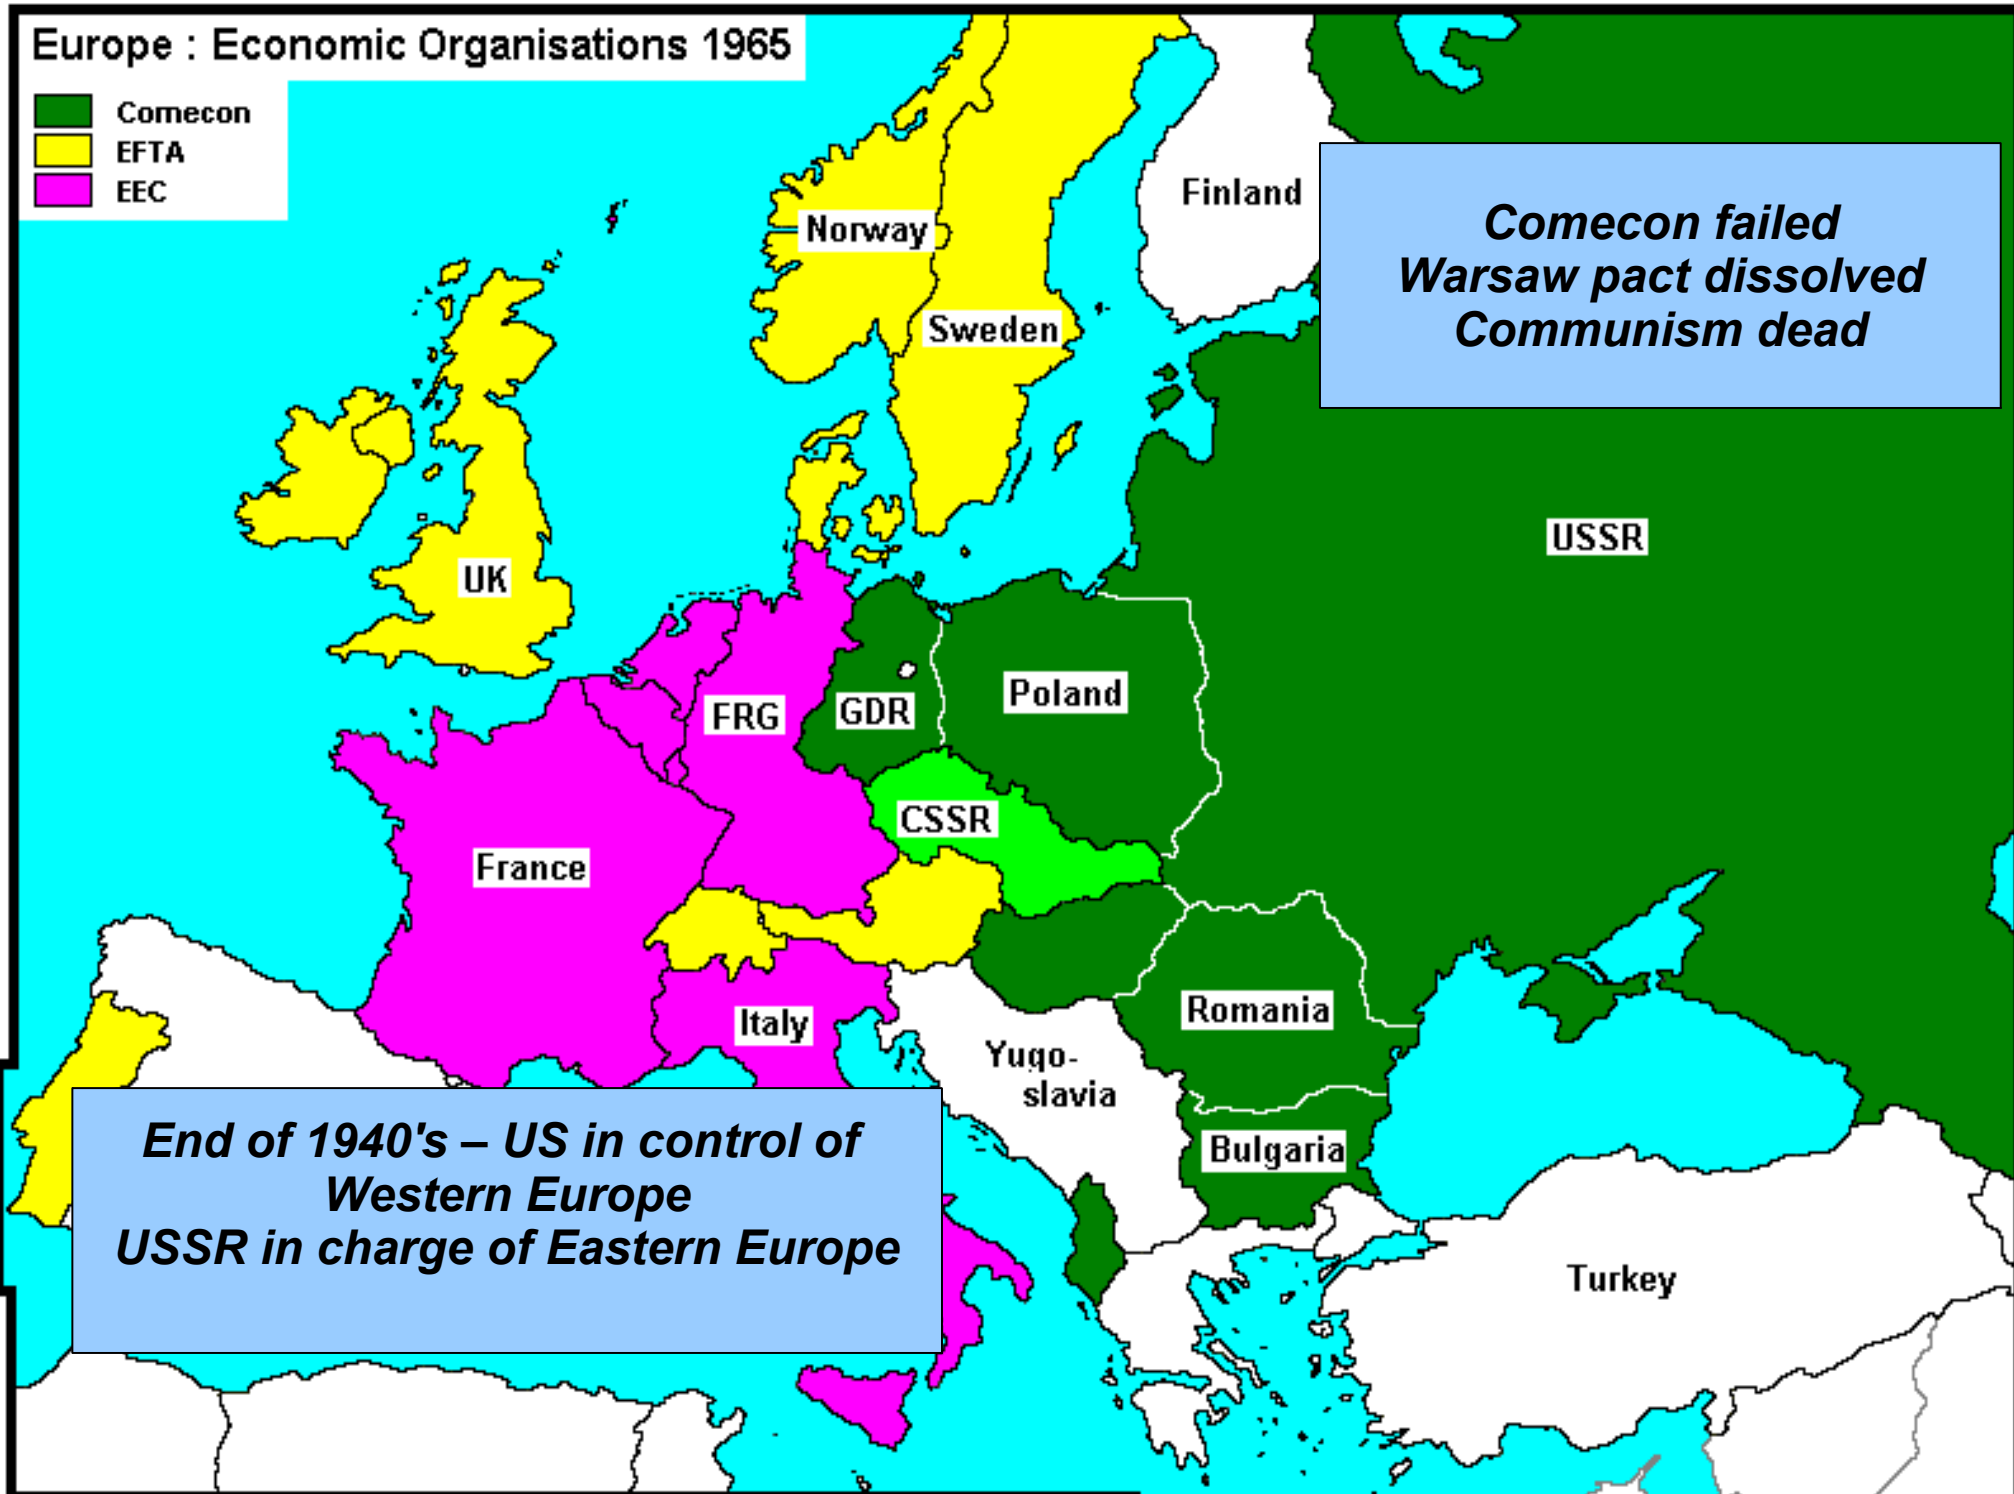 Europe : Economic Organisations 1965
Comecon
EFTA
EEC
Finland
Norway
Sweden
Comecon failed
Warsaw pact dissolved
Communism dead
USSR
UK
FRG
GDR
Poland
CSSR
France
Italy
Romania
Yugo-
slavia
Bulgaria
End of 1940's – US in control of
Western Europe
USSR in charge of Eastern Europe
Turkey